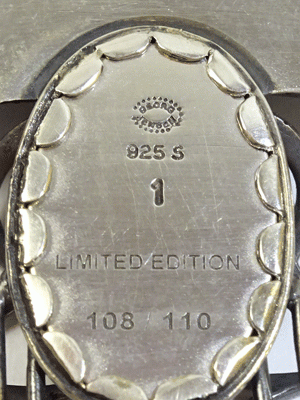 GEORG
JENSEN
925 S
1
LIMITED EDITION
108 110